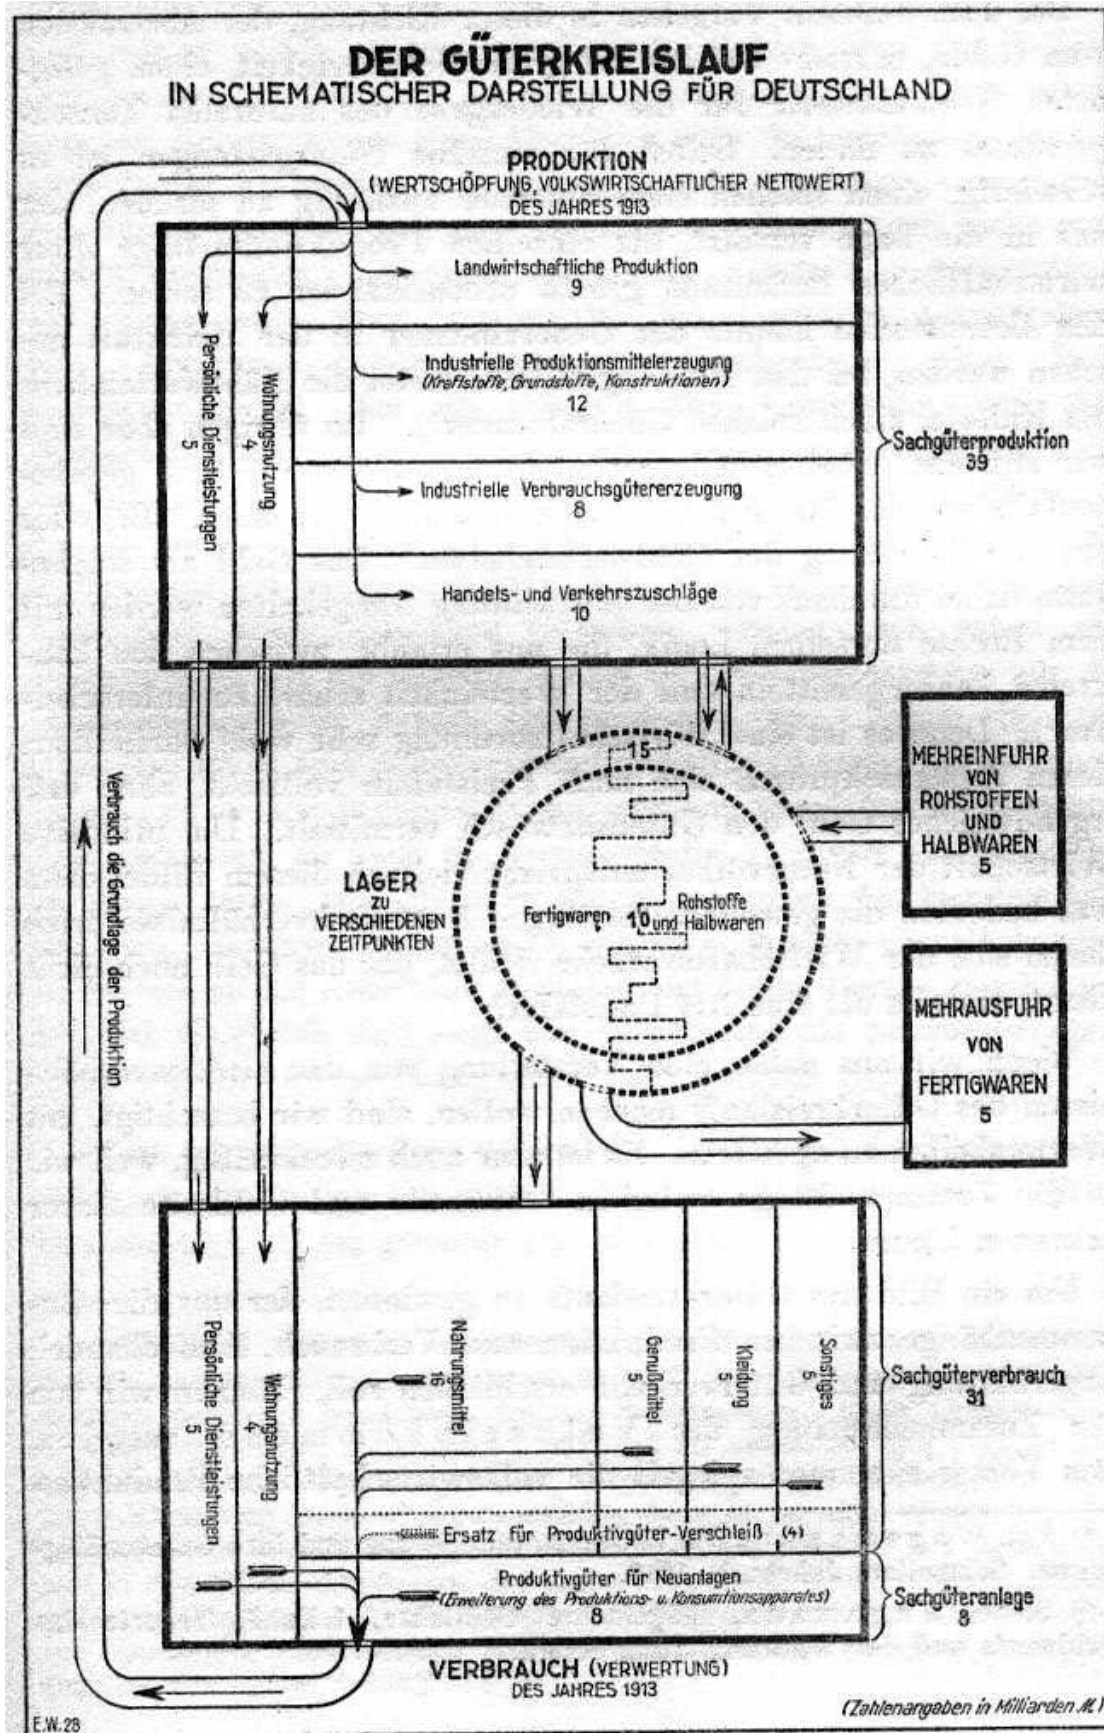 DER GÜTERKREISLAUF
IN SCHEMATISCHER DARSTELLUNG FÜR DEUTSCHLAND
PRODUKTION
(WERTSCHÖPFUNG, VOLKSWIRTSCHAFTLICHER NETTOWERT)
DES JAHRES 1913
Persönliche Dienstleistungen
5
Wohnungsnutzung
4
Landwirtschaftliche Produktion
9
Industrielle Produktionsmittelerzeugung
(Kraftstoffe, Grundstoffe, Konstruktionen)
12
Industrielle Verbrauchsgütererzeugung
8
Handels- und Verkehrszuschläge
10
Sachgüterproduktion
39
Verbrauch die Grundlage der Produktion
LAGER
ZU
VERSCHIEDENEN
ZEITPUNKTEN
15
Fertigwaren
10
Rohstoffe
und Halbwaren
MEHREINFUHR
VON
ROHSTOFFEN
UND
HALBWAREN
5
MEHRAUSFUHR
VON
FERTIGWAREN
5
Persönliche Dienstleistungen
5
Wohnungsnutzung
4
Nahrungsmittel
16
Genußmittel
5
Kleidung
5
Sonstiges
5
Sachgüterverbrauch
31
Ersatz für Produktivgüter-Verschleiß (4)
Produktivgüter für Neuanlagen
(Erweiterung des Produktions- u. Konsumtionsapparates)
8
Sachgüteranlage
8
VERBRAUCH (VERWERTUNG)
DES JAHRES 1913
(Zahlenangaben in Milliarden M.)
E.W.28